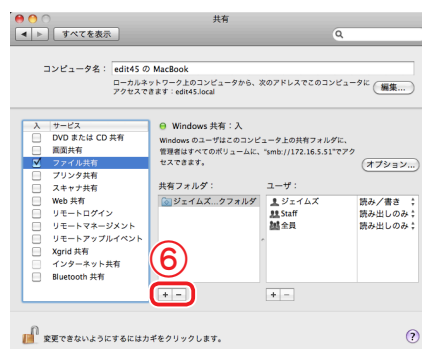 共有
すべてを表示
コンピュータ名： edit45 の MacBook
ローカルネットワーク上のコンピュータから、次のアドレスでこのコンピュータに
アクセスできます：edit45.local
編集...
入 サービス
DVD または CD 共有
画面共有
ファイル共有
プリンタ共有
スキャナ共有
Web 共有
リモートログイン
リモートマネージメント
リモートアップルイベント
Xgrid 共有
インターネット共有
Bluetooth 共有
Windows 共有：入
Windows のユーザはこのコンピュータ上の共有フォルダに、
管理者はすべてのボリュームに、“smb://172.16.5.51”でアク
セスできます。
オプション...
共有フォルダ：
ジェイムズ...クフォルダ
ユーザ：
ジェイムズ 読み／書き
Staff 読み出しのみ
全員 読み出しのみ
⑥
+ −
+ −
変更できないようにするにはカギをクリックします。
?